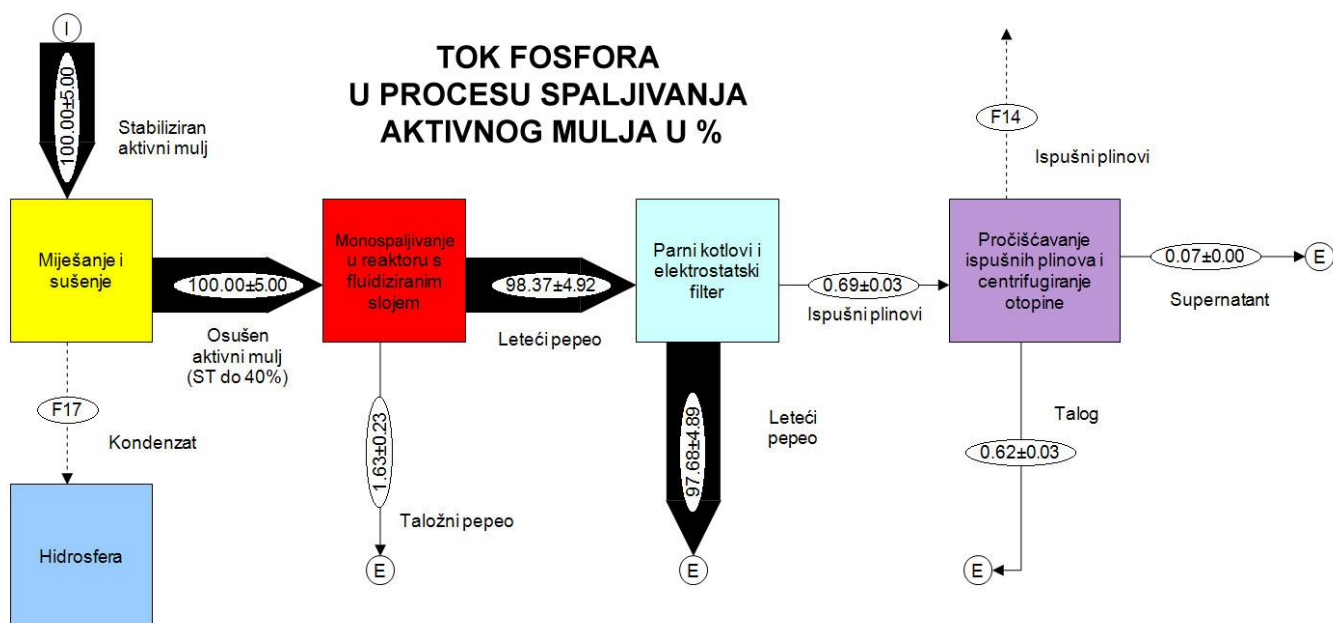 TOK FOSFORA
U PROCESU SPALJIVANJA
AKTIVNOG MULJA U %
I
100.00±5.00
Stabiliziran
aktivni mulj
F14
Ispušni plinovi
Miješanje i
sušenje
100.00±5.00
Osušen
aktivni mulj
(ST do 40%)
Monospaljivanje
u reaktoru s
fluidiziranim
slojem
98.37±4.92
Leteći pepeo
Parni kotlovi i
elektrostatski
filter
0.69±0.03
Ispušni plinovi
Pročišćavanje
ispušnih plinova i
centrifugiranje
otopine
0.07±0.00
E
Supernatant
F17
Kondenzat
1.63±0.23
Taložni pepeo
E
97.68±4.89
Leteći
pepeo
E
Talog
0.62±0.03
E
Hidrosfera